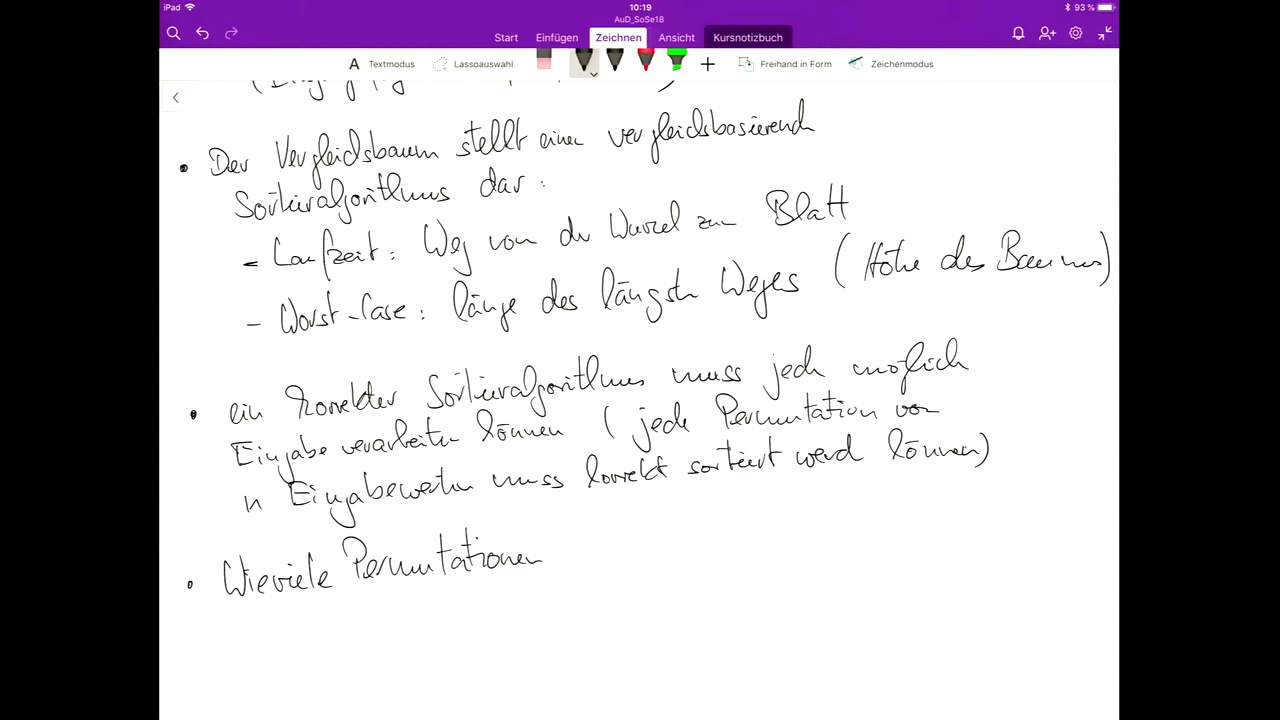 iPad 10:19 93 %
AuD_SoSe18
Start Einfügen Zeichnen Ansicht Kursnotizbuch
A Textmodus Lassoauswahl Freihand in Form Zeichenmodus
• Der Vergleichsbaum stellt einen vergleichsbasierend
Sortieralgorithmus dar:
- Laufzeit: Weg von der Wurzel zum Blatt
- Worst-Case: länge des längsten Weges (Höhe des Baumes)
• ein korrekter Sortieralgorithmus muss jede möglich
Eingabe verarbeiten können (jede Permutation von
n Eingabewerten muss korrekt sortiert werd können)
• Wieviele Permutationen